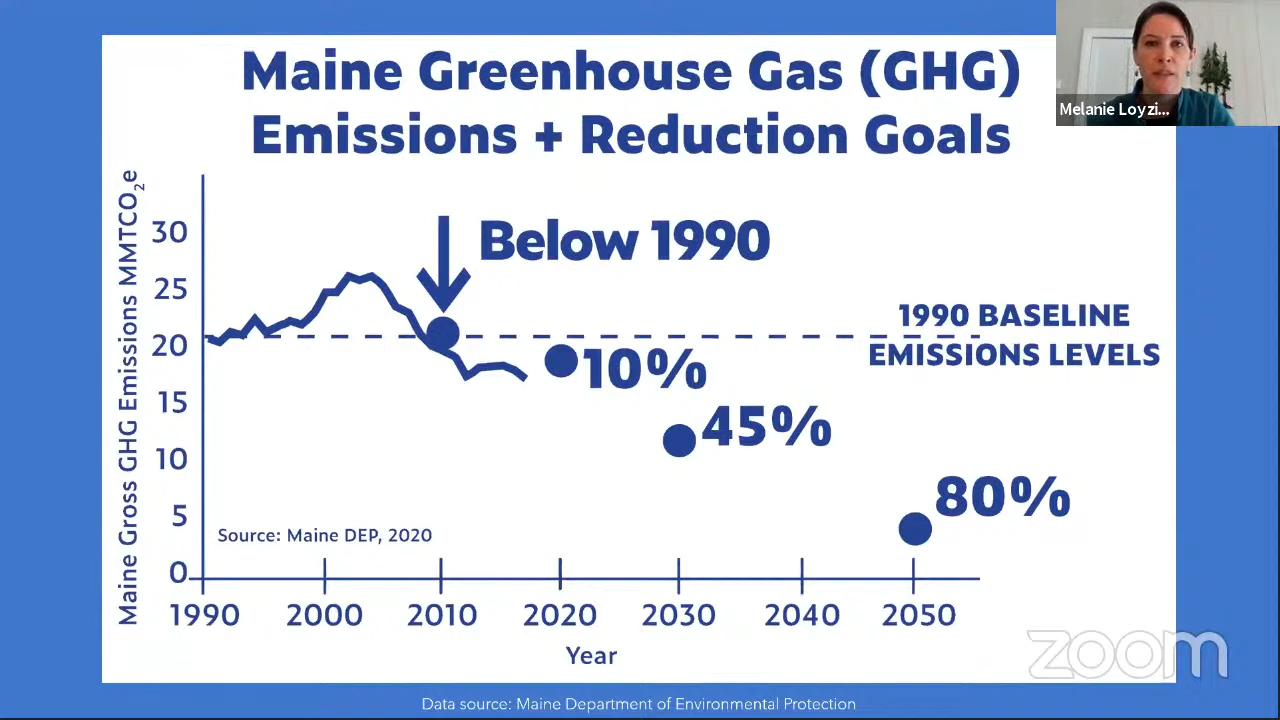 Maine Greenhouse Gas (GHG)
Emissions + Reduction Goals
Melanie Loyzi...
Maine Gross GHG Emissions MMTCO₂e
30
25
20
15
10
5
0
Below 1990
1990 BASELINE
EMISSIONS LEVELS
10%
45%
80%
Source: Maine DEP, 2020
1990 2000 2010 2020 2030 2040 2050
Year
zoom
Data source: Maine Department of Environmental Protection